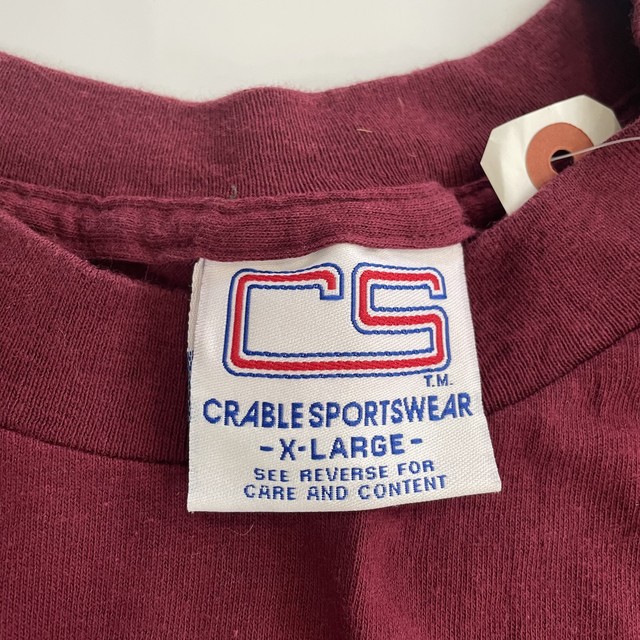 CS
T.M.
CRABLE SPORTSWEAR
-X-LARGE-
SEE REVERSE FOR
CARE AND CONTENT